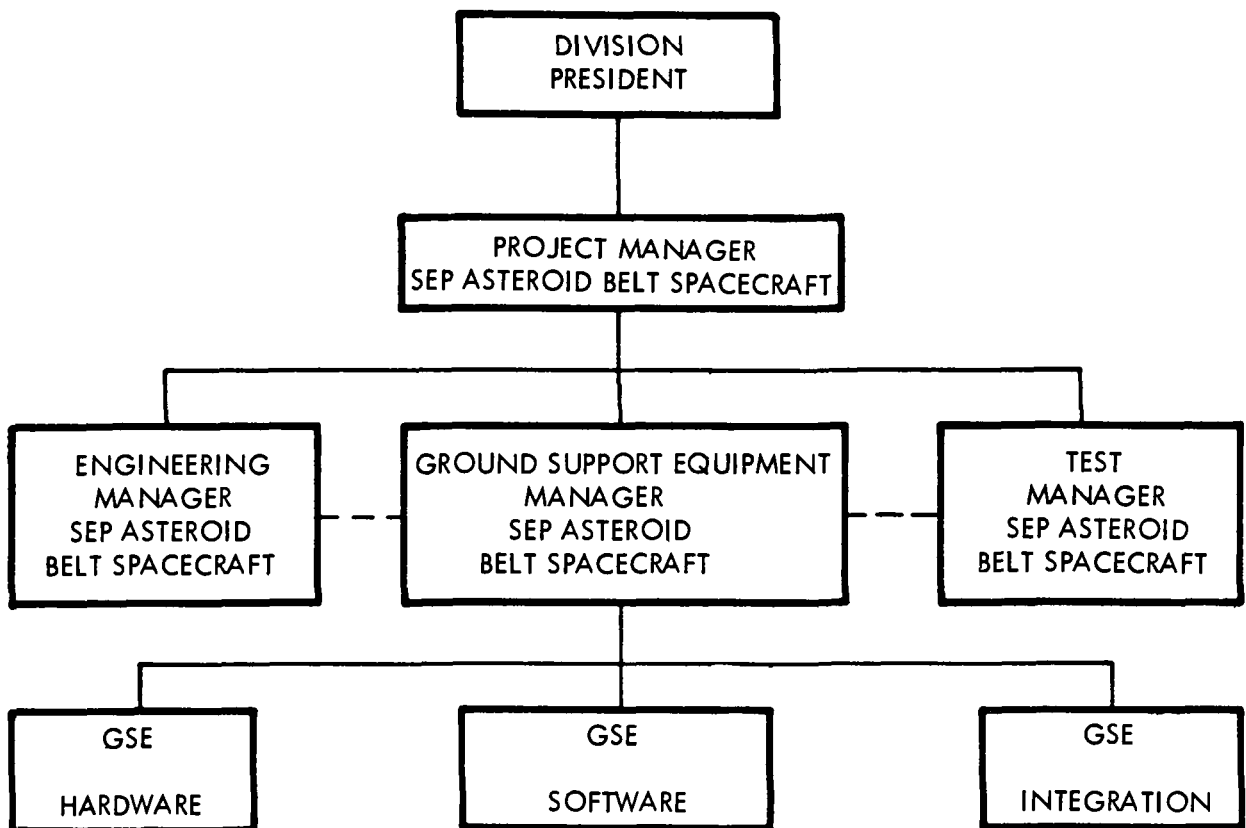 DIVISION
PRESIDENT
PROJECT MANAGER
SEP ASTEROID BELT SPACECRAFT
ENGINEERING
MANAGER
SEP ASTEROID
BELT SPACECRAFT
GROUND SUPPORT EQUIPMENT
MANAGER
SEP ASTEROID
BELT SPACECRAFT
TEST
MANAGER
SEP ASTEROID
BELT SPACECRAFT
GSE
HARDWARE
GSE
SOFTWARE
GSE
INTEGRATION